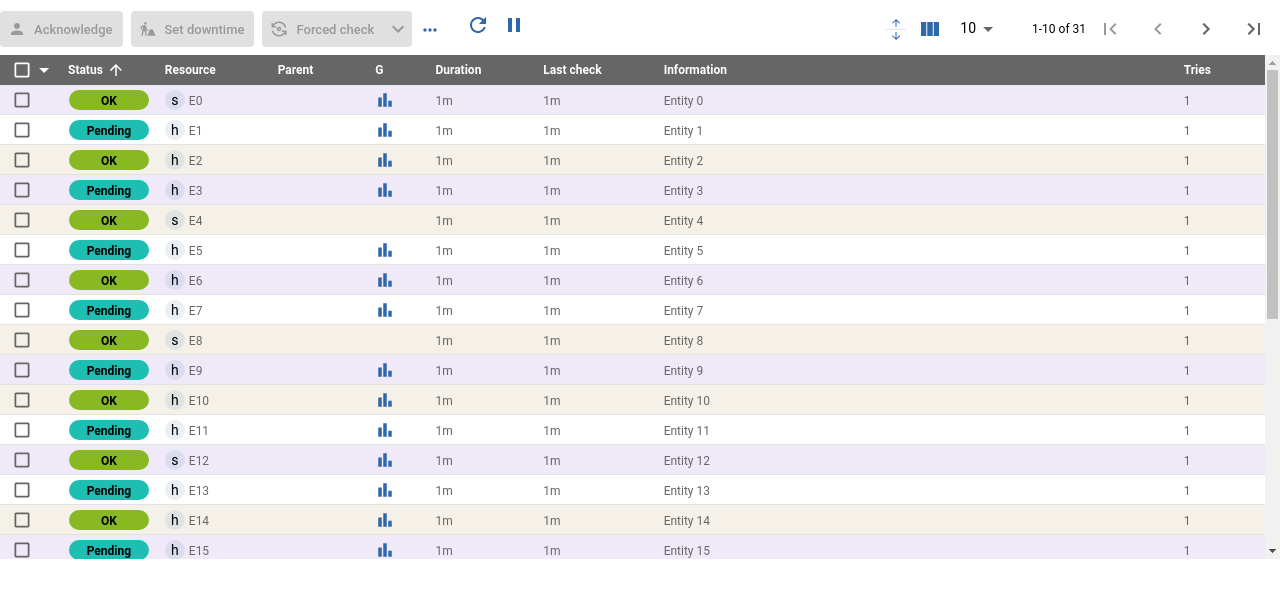 Acknowledge Set downtime Forced check 10 1-10 of 31
Status Resource Parent G Duration Last check Information Tries
OK s E0 1m 1m Entity 0 1
Pending h E1 1m 1m Entity 1 1
OK h E2 1m 1m Entity 2 1
Pending h E3 1m 1m Entity 3 1
OK s E4 1m 1m Entity 4 1
Pending h E5 1m 1m Entity 5 1
OK h E6 1m 1m Entity 6 1
Pending h E7 1m 1m Entity 7 1
OK s E8 1m 1m Entity 8 1
Pending h E9 1m 1m Entity 9 1
OK h E10 1m 1m Entity 10 1
Pending h E11 1m 1m Entity 11 1
OK s E12 1m 1m Entity 12 1
Pending h E13 1m 1m Entity 13 1
OK h E14 1m 1m Entity 14 1
Pending h E15 1m 1m Entity 15 1